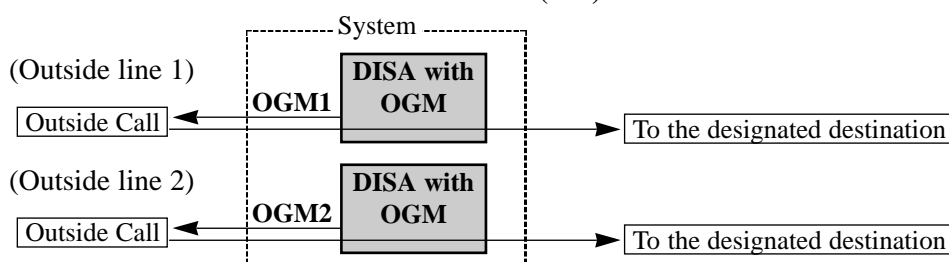 System
(Outside line 1)
DISA with
OGM
OGM1
Outside Call
To the designated destination
(Outside line 2)
DISA with
OGM
OGM2
Outside Call
To the designated destination